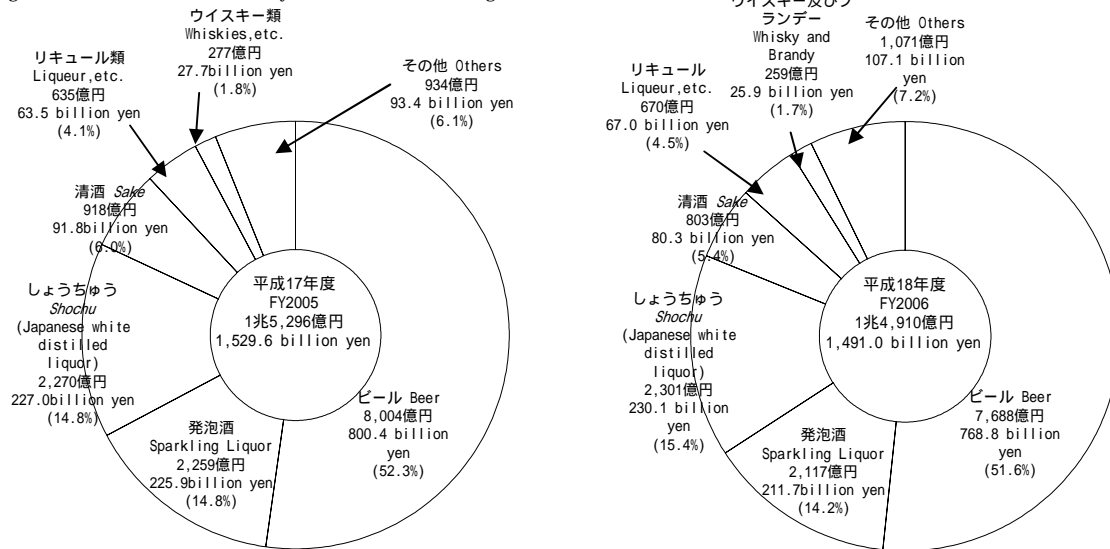 ウイスキー類
Whiskies,etc.
277億円
27.7billion yen
(1.8%)
リキュール類
Liqueur,etc.
635億円
63.5 billion yen
(4.1%)
その他 Others
934億円
93.4 billion yen
(6.1%)
清酒 Sake
918億円
91.8billion yen
(6.0%)
しょうちゅう
Shochu
(Japanese white
distilled
liquor)
2,270億円
227.0billion yen
(14.8%)
平成17年度
FY2005
1兆5,296億円
1,529.6 billion yen
発泡酒
Sparkling Liquor
2,259億円
225.9billion yen
(14.8%)
ビール Beer
8,004億円
800.4 billion
yen
(52.3%)
ランデー
Whisky and
Brandy
259億円
25.9 billion yen
(1.7%)
その他 Others
1,071億円
107.1 billion
yen
(7.2%)
リキュール
Liqueur,etc.
670億円
67.0 billion yen
(4.5%)
清酒 Sake
803億円
80.3 billion yen
(5.4%)
しょうちゅう
Shochu
(Japanese white
distilled
liquor)
2,301億円
230.1 billion
yen
(15.4%)
平成18年度
FY2006
1兆4,910億円
1,491.0 billion yen
発泡酒
Sparkling Liquor
2,117億円
211.7billion yen
(14.2%)
ビール Beer
7,688億円
768.8 billion
yen
(51.6%)